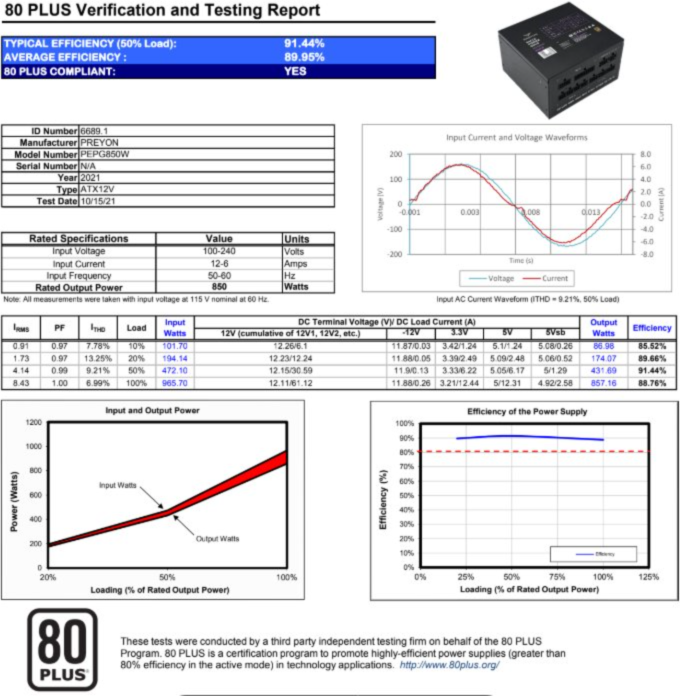 80 PLUS Verification and Testing Report
TYPICAL EFFICIENCY (50% Load): 91.44%
AVERAGE EFFICIENCY : 89.95%
80 PLUS COMPLIANT: YES
ID Number 6689.1
Manufacturer PREYON
Model Number PEPG850W
Serial Number N/A
Year 2021
Type ATX12V
Test Date 10/15/21
Input Current and Voltage Waveforms
200 8.0
6.0
100 4.0
2.0
0 0.0
-0.001 0.003 0.008 0.013
-2.0
-100 -4.0
-6.0
-200 -8.0
Voltage (V)
Current (A)
Time (s)
Voltage Current
Input AC Current Waveform (ITHD = 9.21%, 50% Load)
Rated Specifications Value Units
Input Voltage 100-240 Volts
Input Current 12-6 Amps
Input Frequency 50-60 Hz
Rated Output Power 850 Watts
Note: All measurements were taken with input voltage at 115 V nominal at 60 Hz.
IRMS PF ITHD Load Input Watts DC Terminal Voltage (V)/ DC Load Current (A) Output Watts Efficiency
12V (cumulative of 12V1, 12V2, etc.) -12V 3.3V 5V 5Vsb
0.91 0.97 7.78% 10% 101.70 12.26/6.1 11.87/0.03 3.42/1.24 5.1/1.24 5.08/0.26 86.98 85.52%
1.73 0.97 13.25% 20% 194.14 12.23/12.24 11.88/0.05 3.39/2.49 5.09/2.48 5.06/0.52 174.07 89.66%
4.14 0.99 9.21% 50% 472.10 12.15/30.59 11.9/0.13 3.33/6.22 5.05/6.17 5/1.29 431.69 91.44%
8.43 1.00 6.99% 100% 965.70 12.11/61.12 11.88/0.26 3.21/12.44 5/12.31 4.92/2.58 857.16 88.76%
Input and Output Power
1200
1000
800
600
400
200
0
Power (Watts)
Input Watts
Output Watts
20% 50% 100%
Loading (% of Rated Output Power)
Efficiency of the Power Supply
100%
90%
80%
70%
60%
50%
40%
30%
20%
10%
0%
Efficiency (%)
Efficiency
0% 25% 50% 75% 100% 125%
Loading (% of Rated Output Power)
80
PLUS
These tests were conducted by a third party independent testing firm on behalf of the 80 PLUS
Program. 80 PLUS is a certification program to promote highly-efficient power supplies (greater than
80% efficiency in the active mode) in technology applications. http://www.80plus.org/